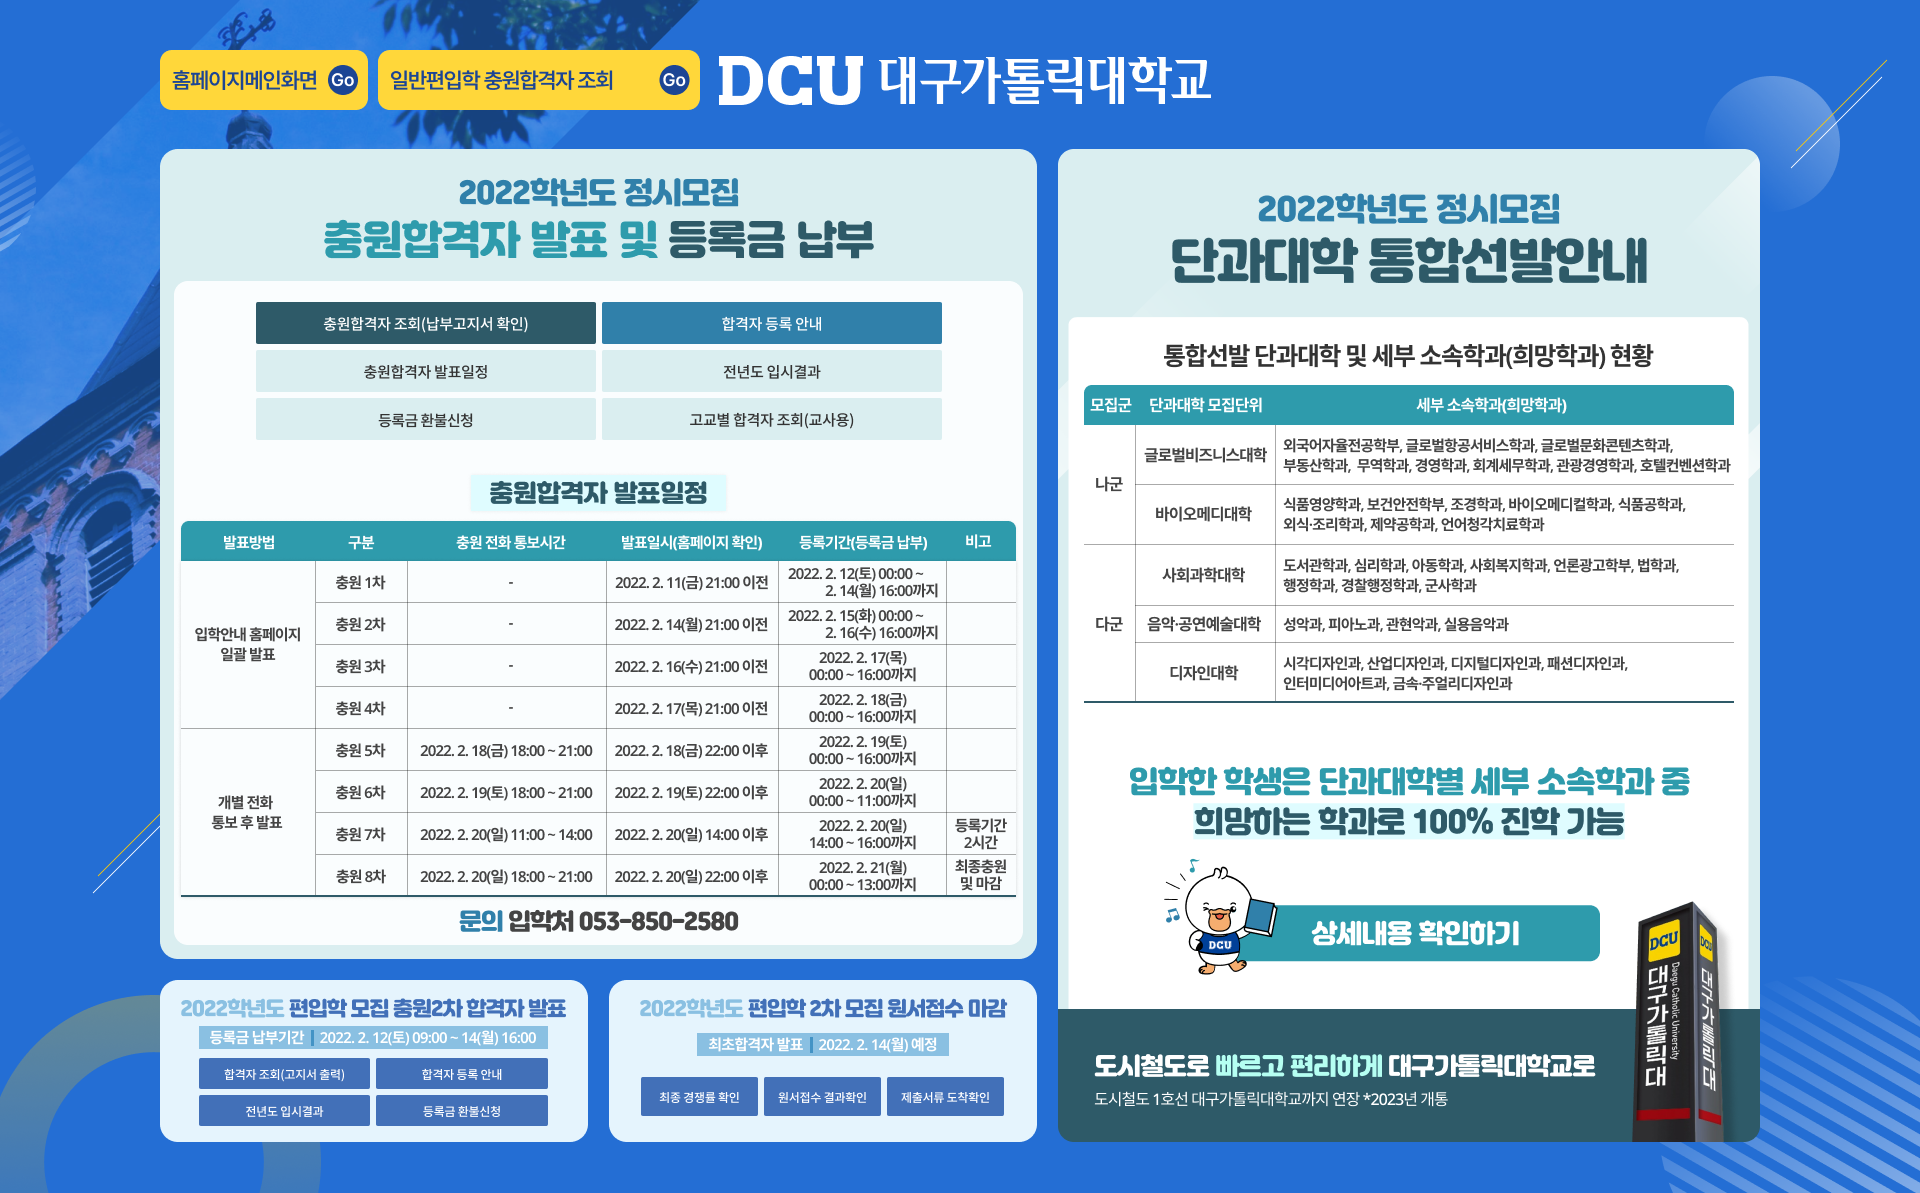 홈페이지메인화면 Go
일반편입학 충원합격자 조회 Go
DCU 대구가톨릭대학교
2022학년도 정시모집
충원합격자 발표 및 등록금 납부
충원합격자 조회(납부고지서 확인)
합격자 등록 안내
충원합격자 발표일정
전년도 입시결과
등록금 환불신청
고교별 합격자 조회(교사용)
충원합격자 발표일정
발표방법 구분 충원 전화 통보시간 발표일시(홈페이지 확인) 등록기간(등록금 납부) 비고
입학안내 홈페이지
일괄 발표
충원 1차 - 2022. 2. 11(금) 21:00 이전 2022. 2. 12(토) 00:00 ~
2. 14(월) 16:00까지
충원 2차 - 2022. 2. 14(월) 21:00 이전 2022. 2. 15(화) 00:00 ~
2. 16(수) 16:00까지
충원 3차 - 2022. 2. 16(수) 21:00 이전 2022. 2. 17(목)
00:00 ~ 16:00까지
충원 4차 - 2022. 2. 17(목) 21:00 이전 2022. 2. 18(금)
00:00 ~ 16:00까지
개별 전화
통보 후 발표
충원 5차 2022. 2. 18(금) 18:00 ~ 21:00 2022. 2. 18(금) 22:00 이후 2022. 2. 19(토)
00:00 ~ 16:00까지
충원 6차 2022. 2. 19(토) 18:00 ~ 21:00 2022. 2. 19(토) 22:00 이후 2022. 2. 20(일)
00:00 ~ 11:00까지
충원 7차 2022. 2. 20(일) 11:00 ~ 14:00 2022. 2. 20(일) 14:00 이후 2022. 2. 20(일)
14:00 ~ 16:00까지
등록기간
2시간
충원 8차 2022. 2. 20(일) 18:00 ~ 21:00 2022. 2. 20(일) 22:00 이후 2022. 2. 21(월)
00:00 ~ 13:00까지
최종충원
및 마감
문의 입학처 053-850-2580
2022학년도 편입학 모집 충원2차 합격자 발표
등록금 납부기간 2022. 2. 12(토) 09:00 ~ 14(월) 16:00
합격자 조회(고지서 출력)
합격자 등록 안내
전년도 입시결과
등록금 환불신청
2022학년도 편입학 2차 모집 원서접수 마감
최초합격자 발표 2022. 2. 14(월) 예정
최종 경쟁률 확인
원서접수 결과확인
제출서류 도착확인
2022학년도 정시모집
단과대학 통합선발안내
통합선발 단과대학 및 세부 소속학과(희망학과) 현황
모집군 단과대학 모집단위 세부 소속학과(희망학과)
나군
글로벌비즈니스대학
외국어자율전공학부, 글로벌항공서비스학과, 글로벌문화콘텐츠학과,
부동산학과, 무역학과, 경영학과, 회계세무학과, 관광경영학과, 호텔컨벤션학과
바이오메디대학
식품영양학과, 보건안전학부, 조경학과, 바이오메디컬학과, 식품공학과,
외식·조리학과, 제약공학과, 언어청각치료학과
다군
사회과학대학
도서관학과, 심리학과, 아동학과, 사회복지학과, 언론광고학부, 법학과,
행정학과, 경찰행정학과, 군사학과
음악·공연예술대학
성악과, 피아노과, 관현악과, 실용음악과
디자인대학
시각디자인과, 산업디자인과, 디지털디자인과, 패션디자인과,
인터미디어아트과, 금속·주얼리디자인과
입학한 학생은 단과대학별 세부 소속학과 중
희망하는 학과로 100% 진학 가능
DCU
상세내용 확인하기
도시철도로 빠르고 편리하게 대구가톨릭대학교로
도시철도 1호선 대구가톨릭대학교까지 연장 *2023년 개통
DCU
대구가톨릭대
Daegu Catholic University
DCU
대구가톨릭대